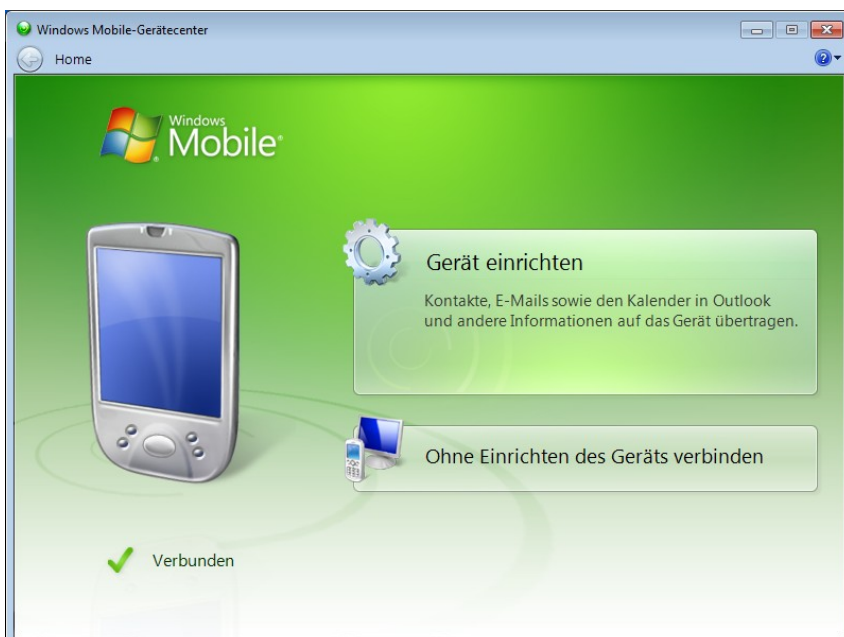 Windows Mobile-Gerätecenter
Home
Windows
Mobile®
Gerät einrichten
Kontakte, E-Mails sowie den Kalender in Outlook
und andere Informationen auf das Gerät übertragen.
Ohne Einrichten des Geräts verbinden
Verbunden